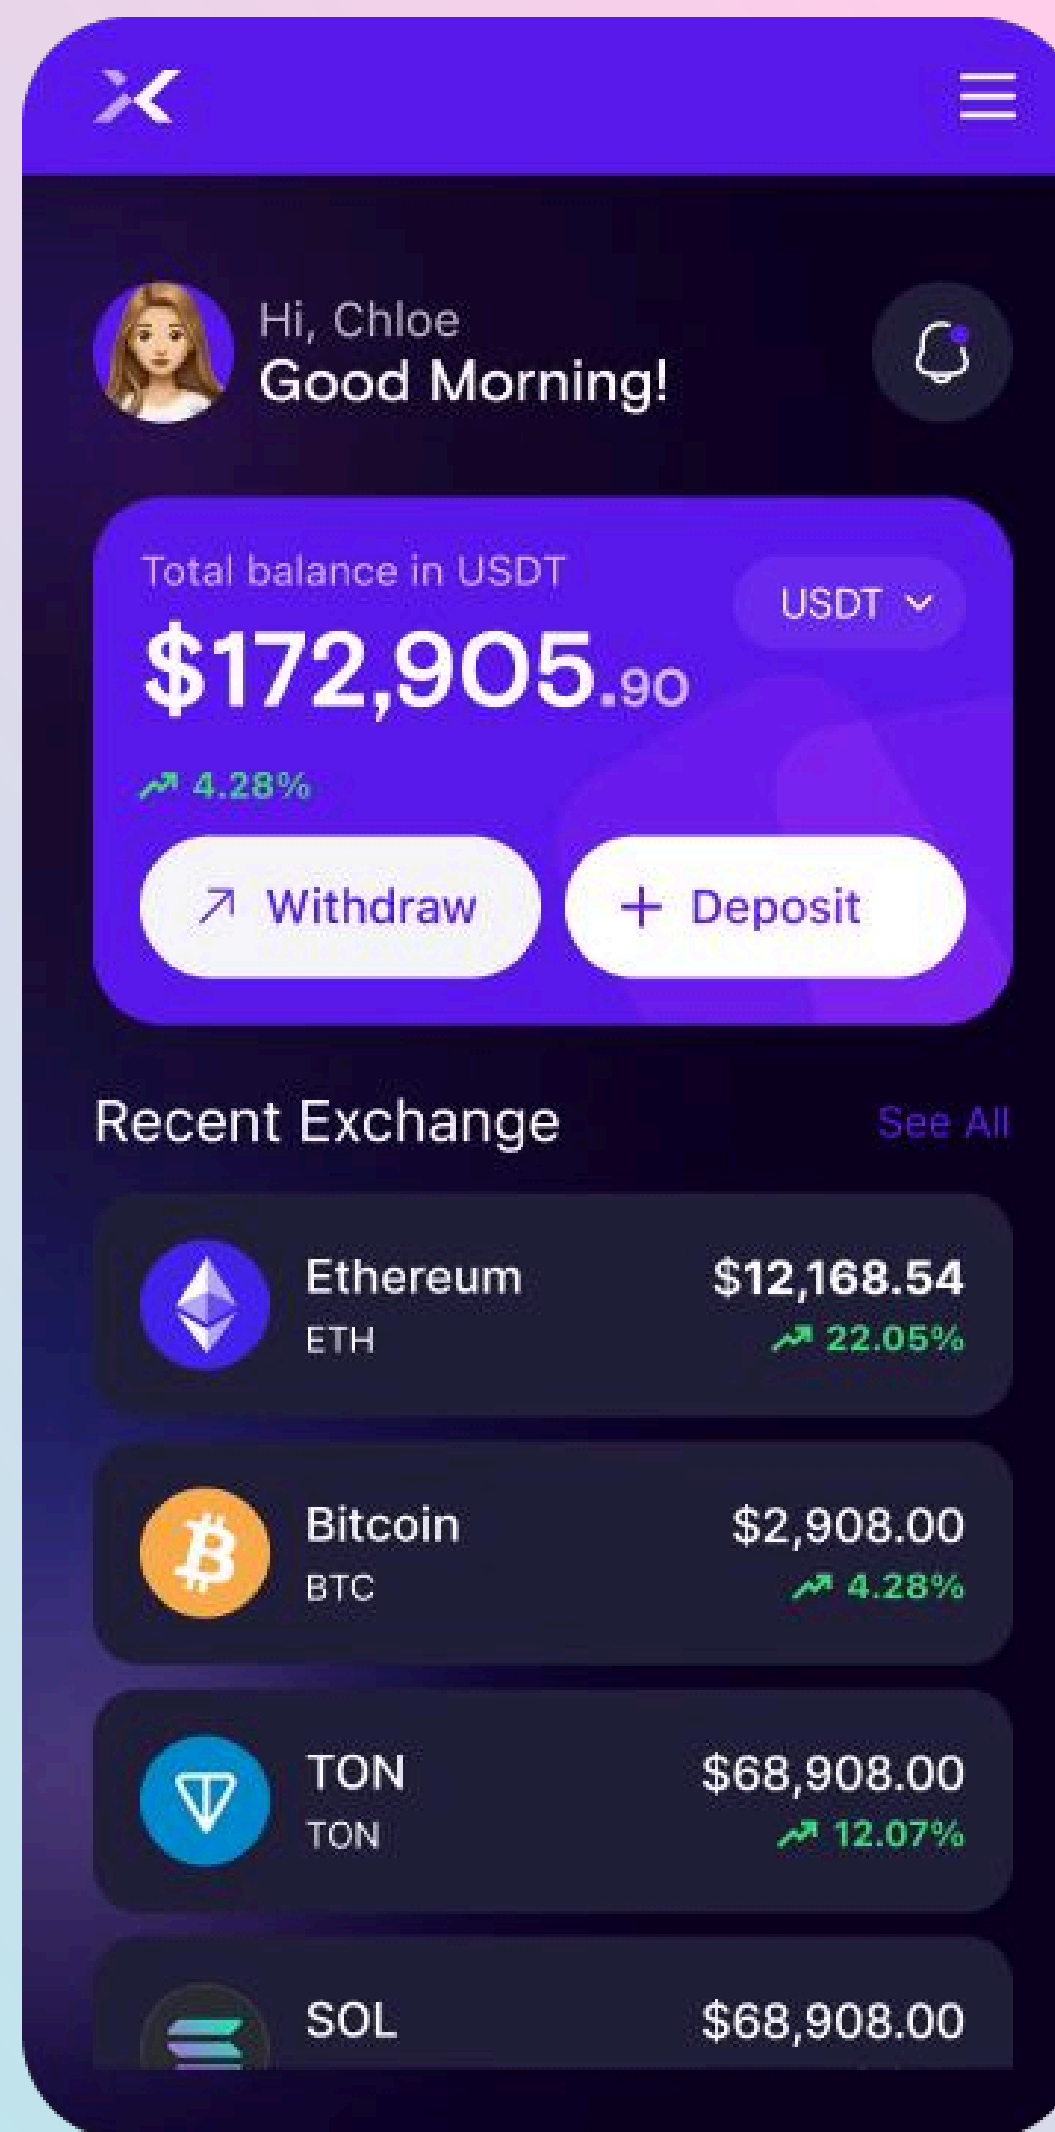 Hi, Chloe
Good Morning!
Total balance in USDT
USDT
$172,905.90
4.28%
Withdraw
Deposit
Recent Exchange
See All
Ethereum
$12,168.54
ETH
22.05%
Bitcoin
$2,908.00
BTC
4.28%
TON
$68,908.00
TON
12.07%
SOL
$68,908.00